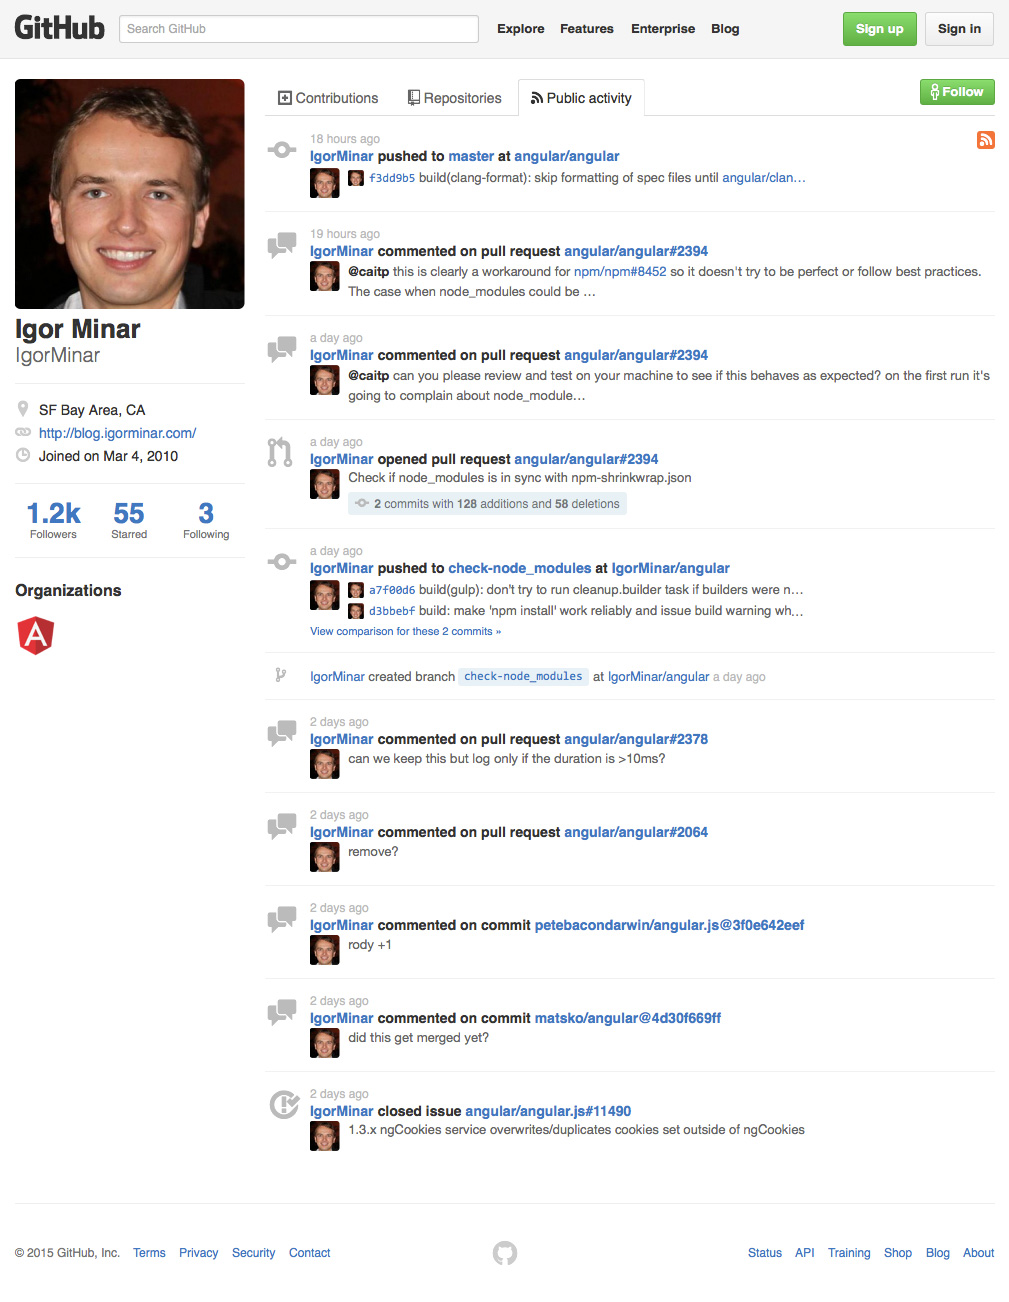 GitHub
Search GitHub
Explore Features Enterprise Blog
Sign up Sign in
Igor Minar
IgorMinar
SF Bay Area, CA
http://blog.igorminar.com/
Joined on Mar 4, 2010
1.2k 55 3
Followers Starred Following
Organizations
A
Contributions Repositories Public activity
Follow
18 hours ago
IgorMinar pushed to master at angular/angular
f3dd9b5 build(clang-format): skip formatting of spec files until angular/clan…
19 hours ago
IgorMinar commented on pull request angular/angular#2394
@caitp this is clearly a workaround for npm/npm#8452 so it doesn't try to be perfect or follow best practices.
The case when node_modules could be …
a day ago
IgorMinar commented on pull request angular/angular#2394
@caitp can you please review and test on your machine to see if this behaves as expected? on the first run it's
going to complain about node_module…
a day ago
IgorMinar opened pull request angular/angular#2394
Check if node_modules is in sync with npm-shrinkwrap.json
2 commits with 128 additions and 58 deletions
a day ago
IgorMinar pushed to check-node_modules at IgorMinar/angular
a7f00d6 build(gulp): don't try to run cleanup.builder task if builders were n…
d3bbebf build: make 'npm install' work reliably and issue build warning wh…
View comparison for these 2 commits »
IgorMinar created branch check-node_modules at IgorMinar/angular a day ago
2 days ago
IgorMinar commented on pull request angular/angular#2378
can we keep this but log only if the duration is >10ms?
2 days ago
IgorMinar commented on pull request angular/angular#2064
remove?
2 days ago
IgorMinar commented on commit petebacondarwin/angular.js@3f0e642eef
rody +1
2 days ago
IgorMinar commented on commit matsko/angular@4d30f669ff
did this get merged yet?
2 days ago
IgorMinar closed issue angular/angular.js#11490
1.3.x ngCookies service overwrites/duplicates cookies set outside of ngCookies
© 2015 GitHub, Inc. Terms Privacy Security Contact
Status API Training Shop Blog About